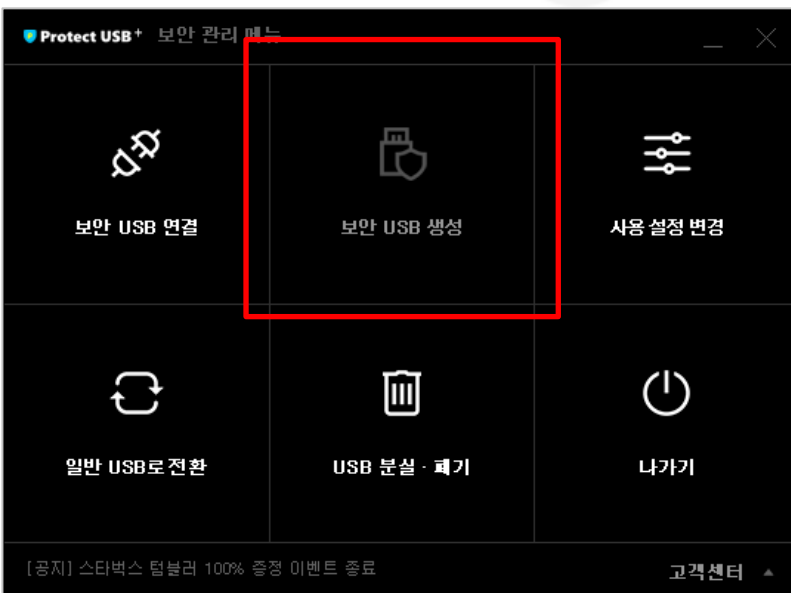 Protect USB+ 보안 관리 메뉴
보안 USB 연결
보안 USB 생성
사용 설정 변경
일반 USB로 전환
USB 분실 · 폐기
나가기
[공지] 스타벅스 텀블러 100% 증정 이벤트 종료
고객센터